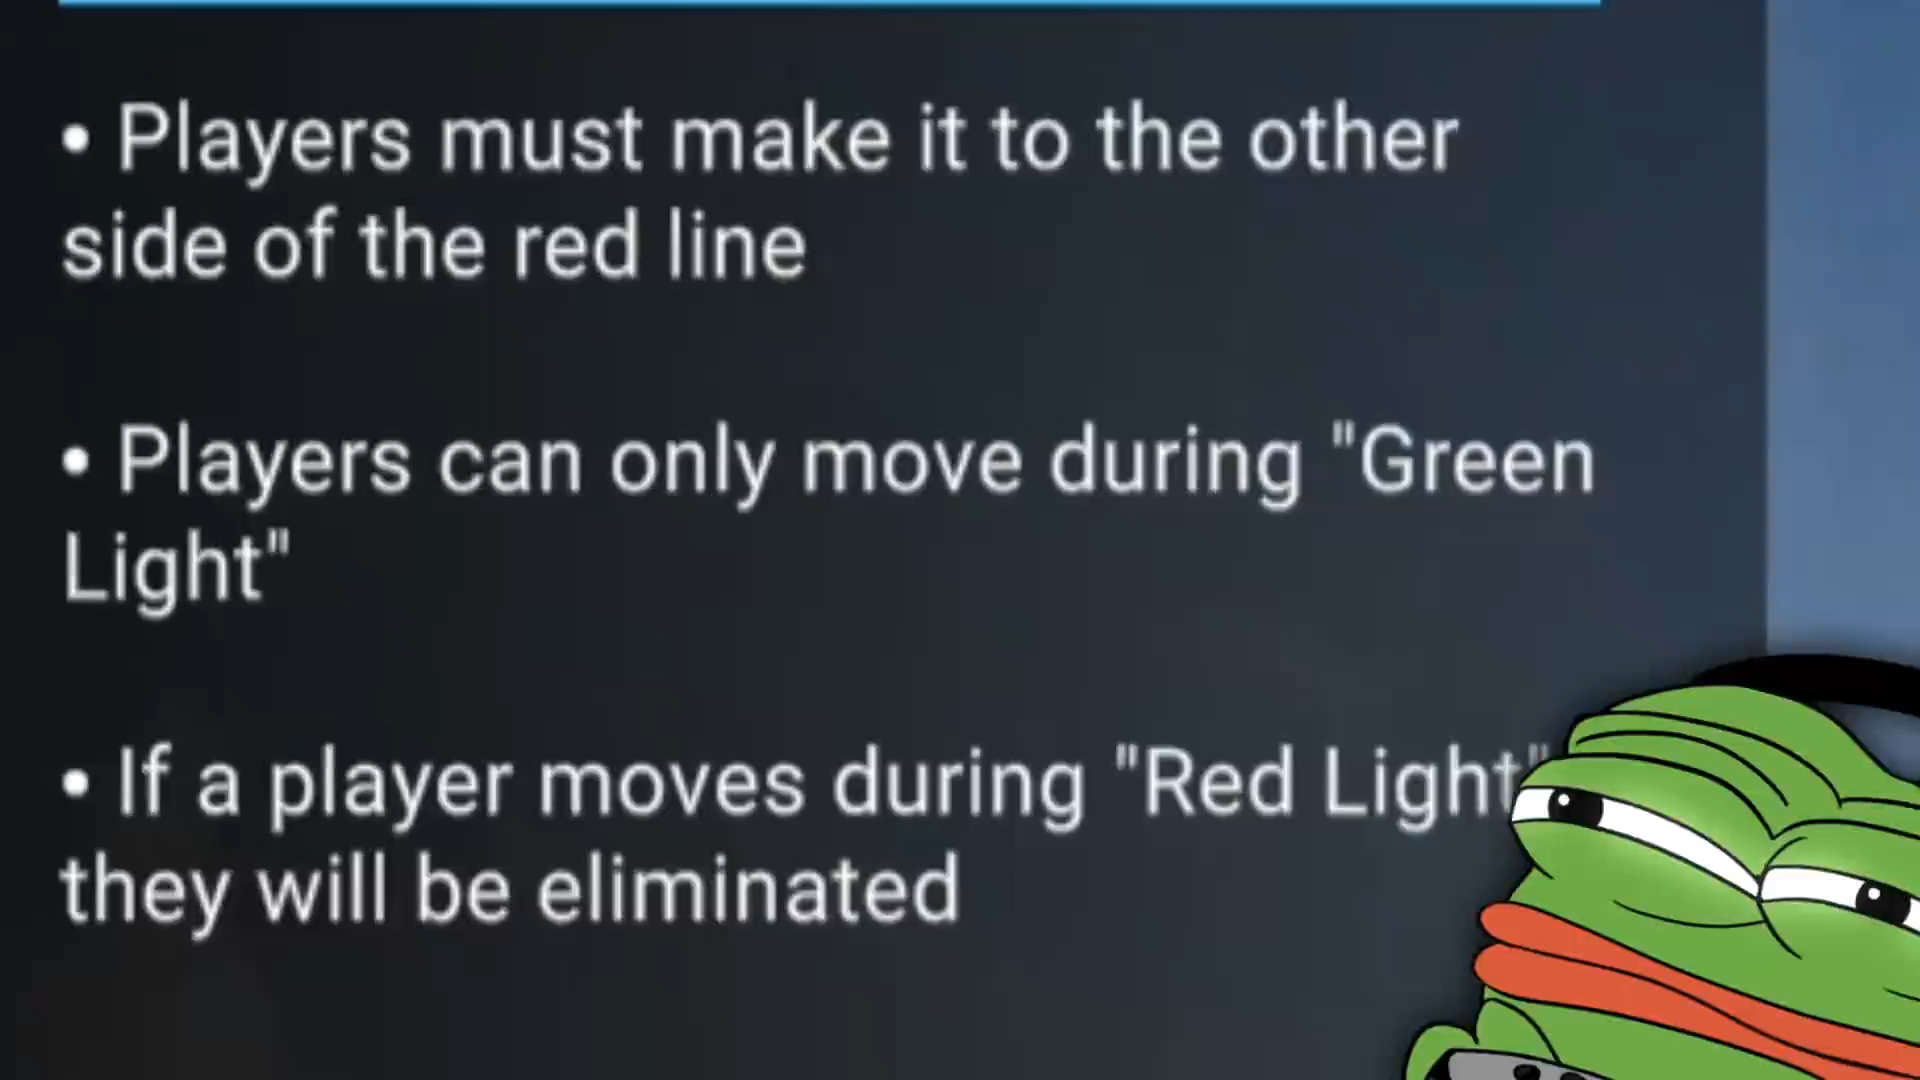 • Players must make it to the other
side of the red line
• Players can only move during "Green
Light"
• If a player moves during "Red Light"
they will be eliminated